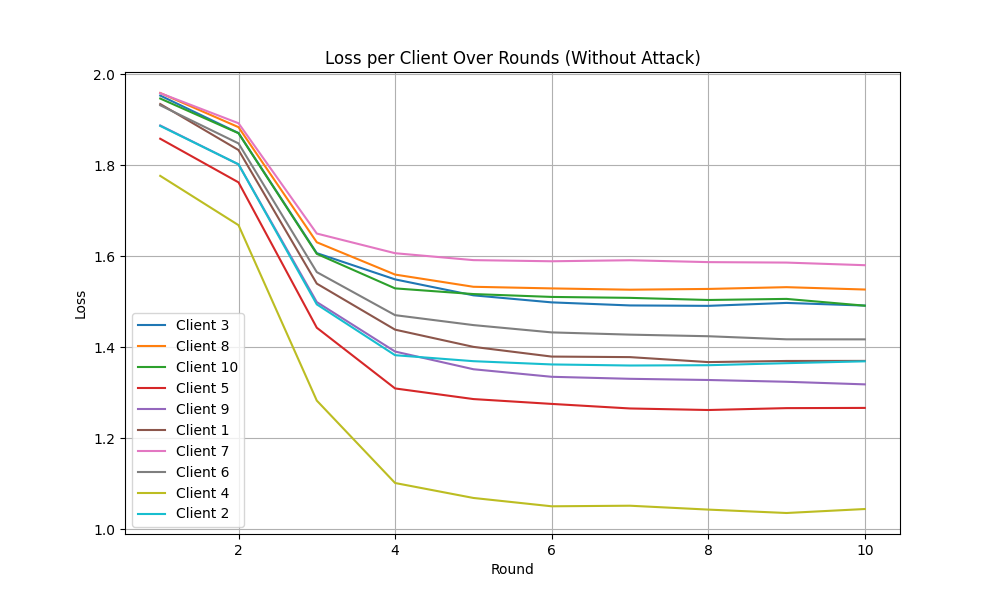 Loss per Client Over Rounds (Without Attack)
2.0
1.8
1.6
1.4
1.2
1.0
Loss
Client 3
Client 8
Client 10
Client 5
Client 9
Client 1
Client 7
Client 6
Client 4
Client 2
2 4 6 8 10
Round